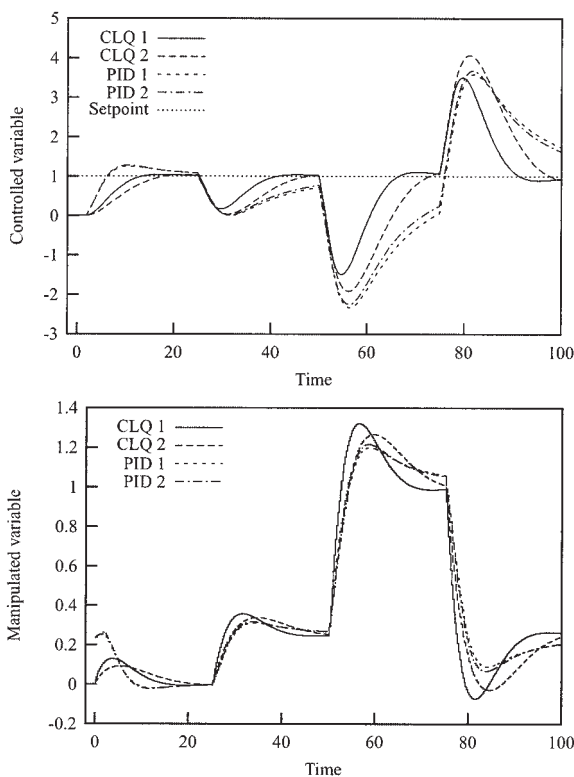 5
4
3
2
1
0
-1
-2
-3
Controlled variable
CLQ 1
CLQ 2
PID 1
PID 2
Setpoint
0 20 40 60 80 100
Time
1.4
1.2
1
0.8
0.6
0.4
0.2
0
-0.2
Manipulated variable
CLQ 1
CLQ 2
PID 1
PID 2
0 20 40 60 80 100
Time